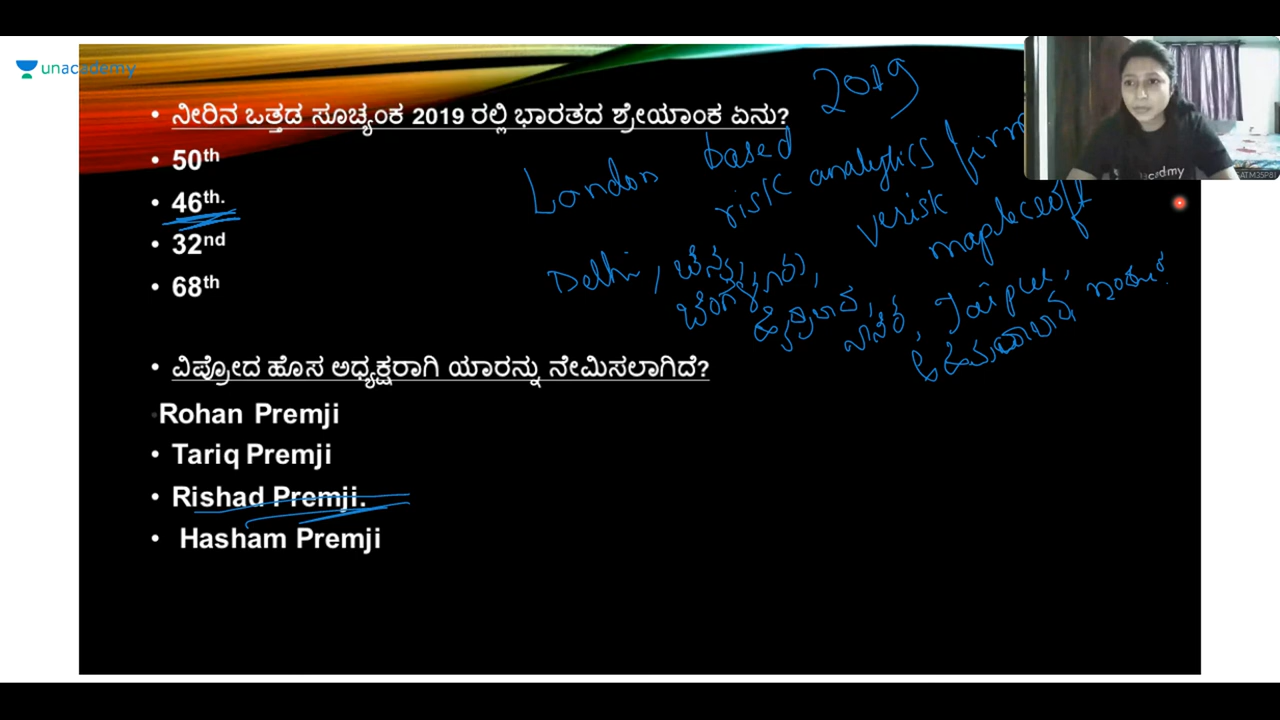 unacademy
• ನೀರಿನ ಒತ್ತಡ ಸೂಚ್ಯಂಕ 2019 ರಲ್ಲಿ ಭಾರತದ ಶ್ರೇಯಾಂಕ ಏನು?
• 50th
• 46th.
• 32nd
• 68th
2019
London based
risk analytics firm
verisk
maplecroft
Delhi, ಚೆನ್ನೈ,
ಬೆಂಗಳೂರು,
Jaipur,
• ವಿಪ್ರೋದ ಹೊಸ ಅಧ್ಯಕ್ಷರಾಗಿ ಯಾರನ್ನು ನೇಮಿಸಲಾಗಿದೆ?
Rohan Premji
• Tariq Premji
• Rishad Premji.
• Hasham Premji